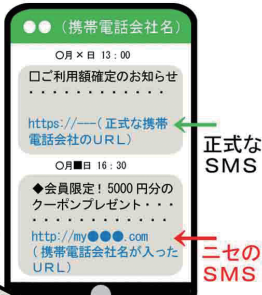 ●●（携帯電話会社名）
〇月×日 13：00
□ご利用額確定のお知らせ
・・・・・・・・・・・・
https://---(正式な携帯
電話会社のURL)
正式な
SMS
〇月■日 16：30
◆会員限定！5000円分の
クーポンプレゼント・・・
・・・・・・・・・・・・
http://my●●●.com
(携帯電話会社名が入った
URL)
ニセの
SMS